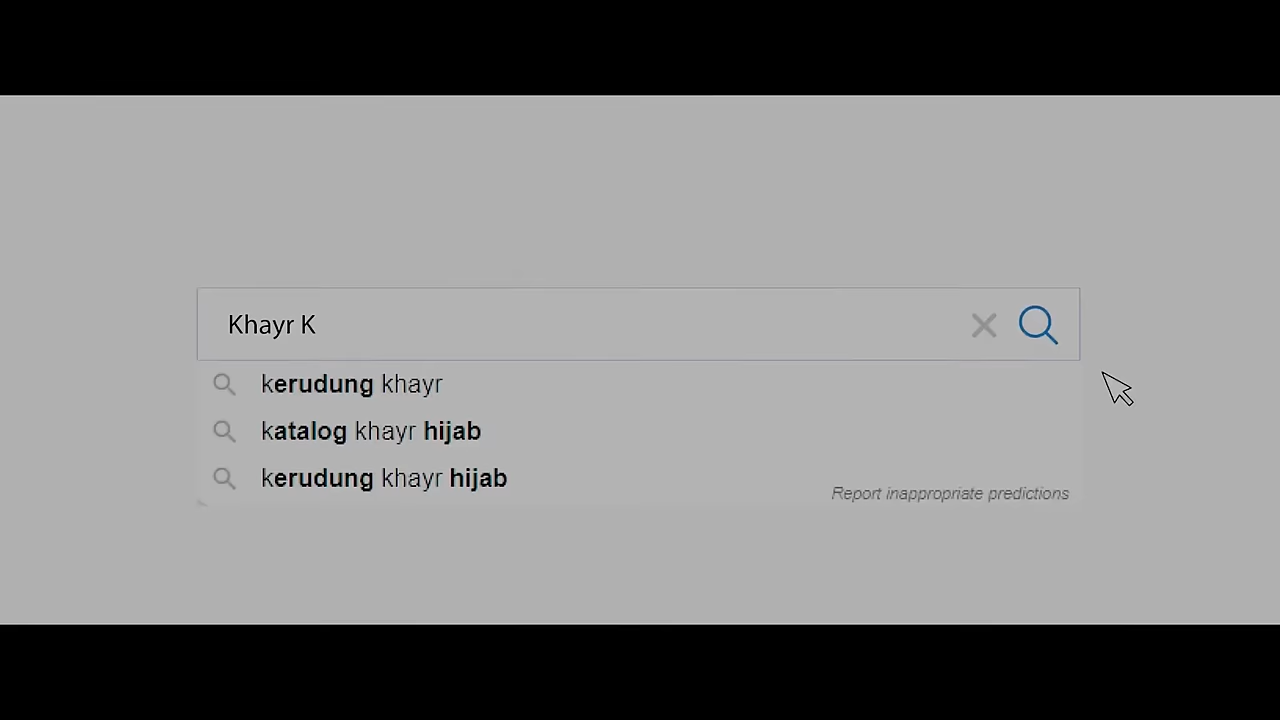 Khayr K
kerudung khayr
katalog khayr hijab
kerudung khayr hijab
Report inappropriate predictions